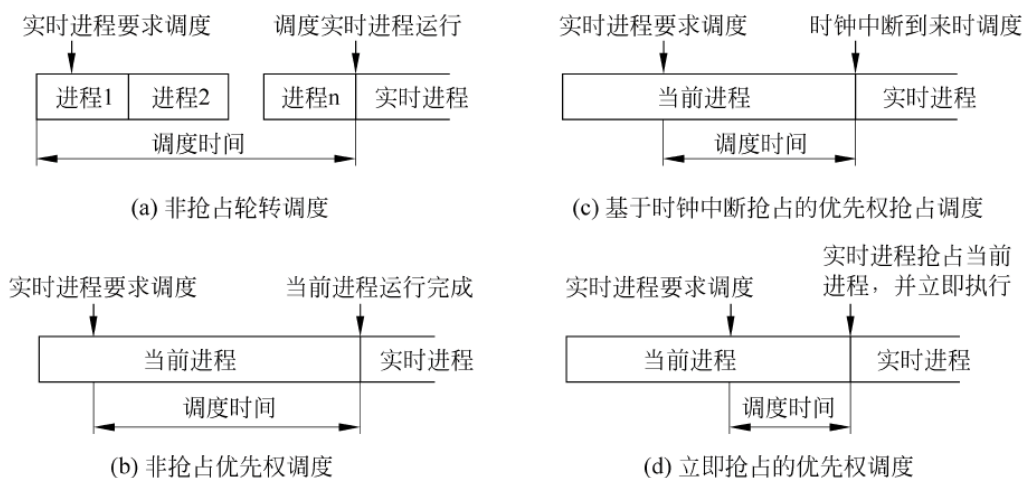 实时进程要求调度
调度实时进程运行
进程1
进程2
进程n
实时进程
调度时间
(a) 非抢占轮转调度
实时进程要求调度
时钟中断到来时调度
当前进程
实时进程
调度时间
(c) 基于时钟中断抢占的优先权抢占调度
实时进程要求调度
当前进程运行完成
当前进程
实时进程
调度时间
(b) 非抢占优先权调度
实时进程要求调度
实时进程抢占当前
进程，并立即执行
当前进程
实时进程
调度时间
(d) 立即抢占的优先权调度